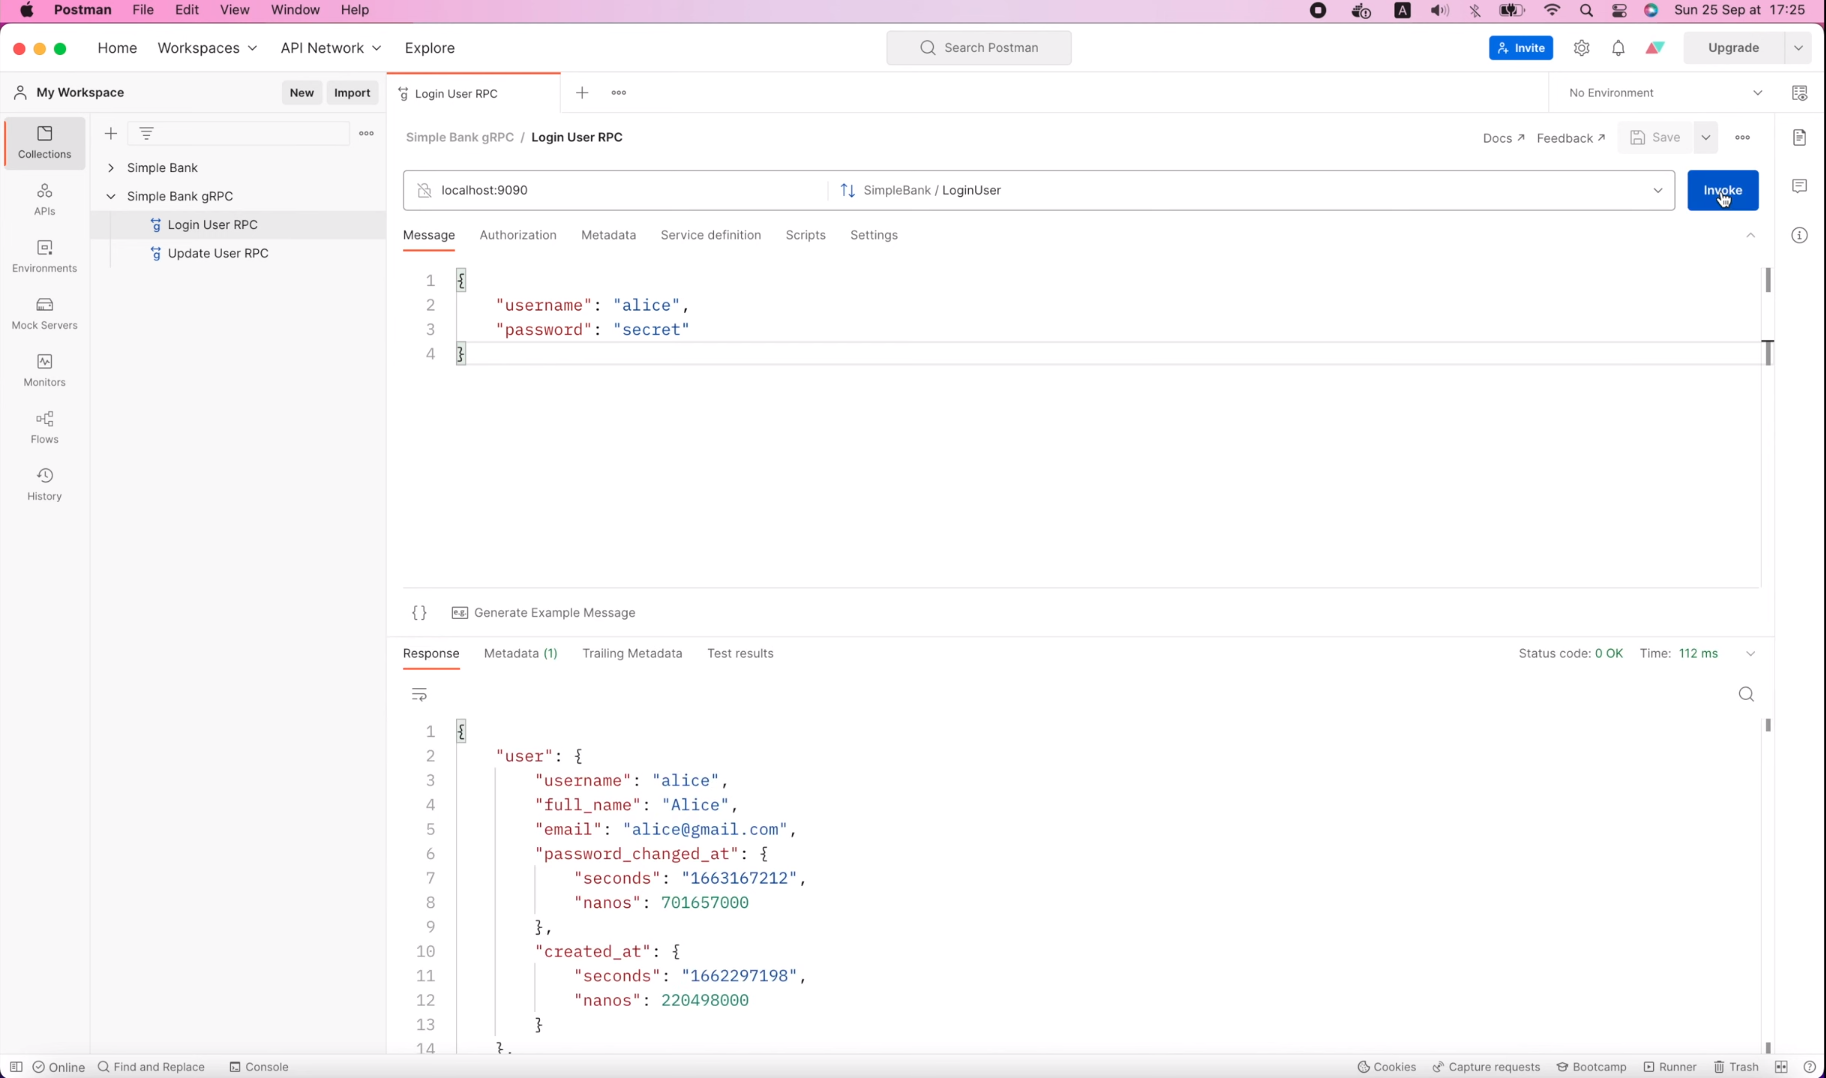 Postman File Edit View Window Help
A
Sun 25 Sep at 17:25
Home Workspaces API Network Explore
Search Postman
Invite
Upgrade
My Workspace
New Import
Login User RPC
No Environment
Collections
APIs
Environments
Mock Servers
Monitors
Flows
History
Simple Bank
Simple Bank gRPC
Login User RPC
Update User RPC
Simple Bank gRPC / Login User RPC
Docs Feedback Save
localhost:9090
SimpleBank / LoginUser
Invoke
Message Authorization Metadata Service definition Scripts Settings
1 {
2 "username": "alice",
3 "password": "secret"
4 }
{} Generate Example Message
Response Metadata (1) Trailing Metadata Test results
Status code: 0 OK Time: 112 ms
1 {
2 "user": {
3 "username": "alice",
4 "full_name": "Alice",
5 "email": "alice@gmail.com",
6 "password_changed_at": {
7 "seconds": "1663167212",
8 "nanos": 701657000
9 },
10 "created_at": {
11 "seconds": "1662297198",
12 "nanos": 220498000
13 }
14 },
Online Find and Replace Console
Cookies Capture requests Bootcamp Runner Trash